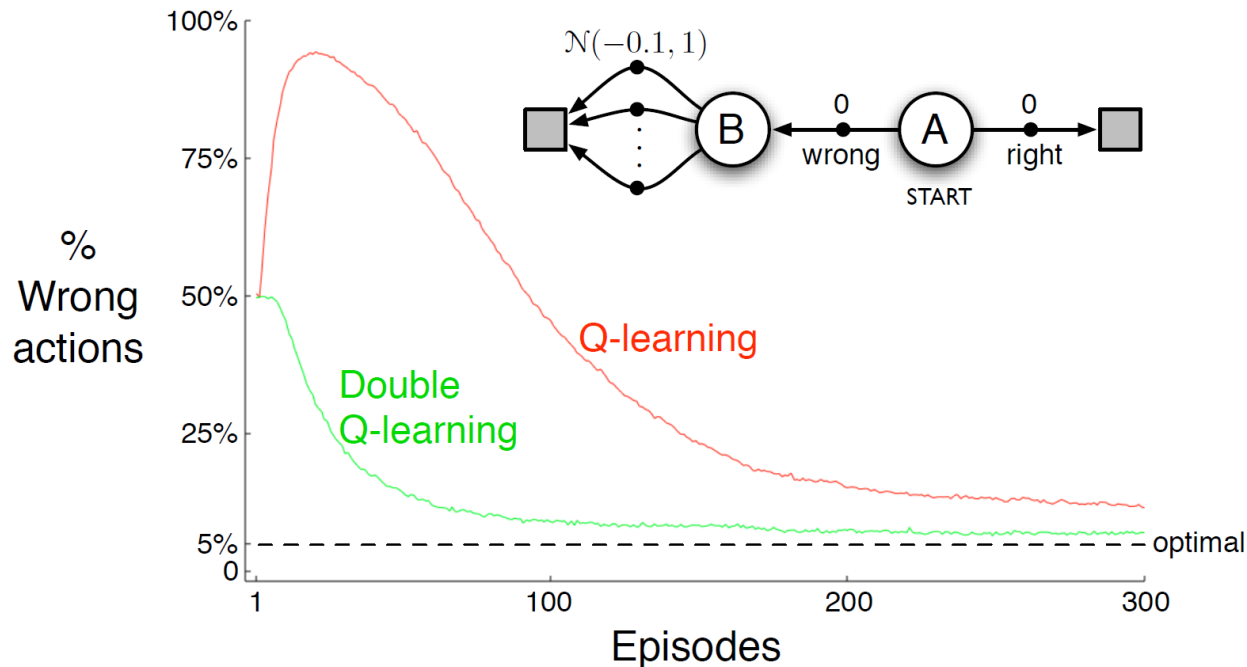 100%
75%
50%
25%
5%
0
%
Wrong
actions
N(−0.1, 1)
B
0
wrong
A
0
right
START
Q-learning
Double
Q-learning
optimal
1
100
200
300
Episodes